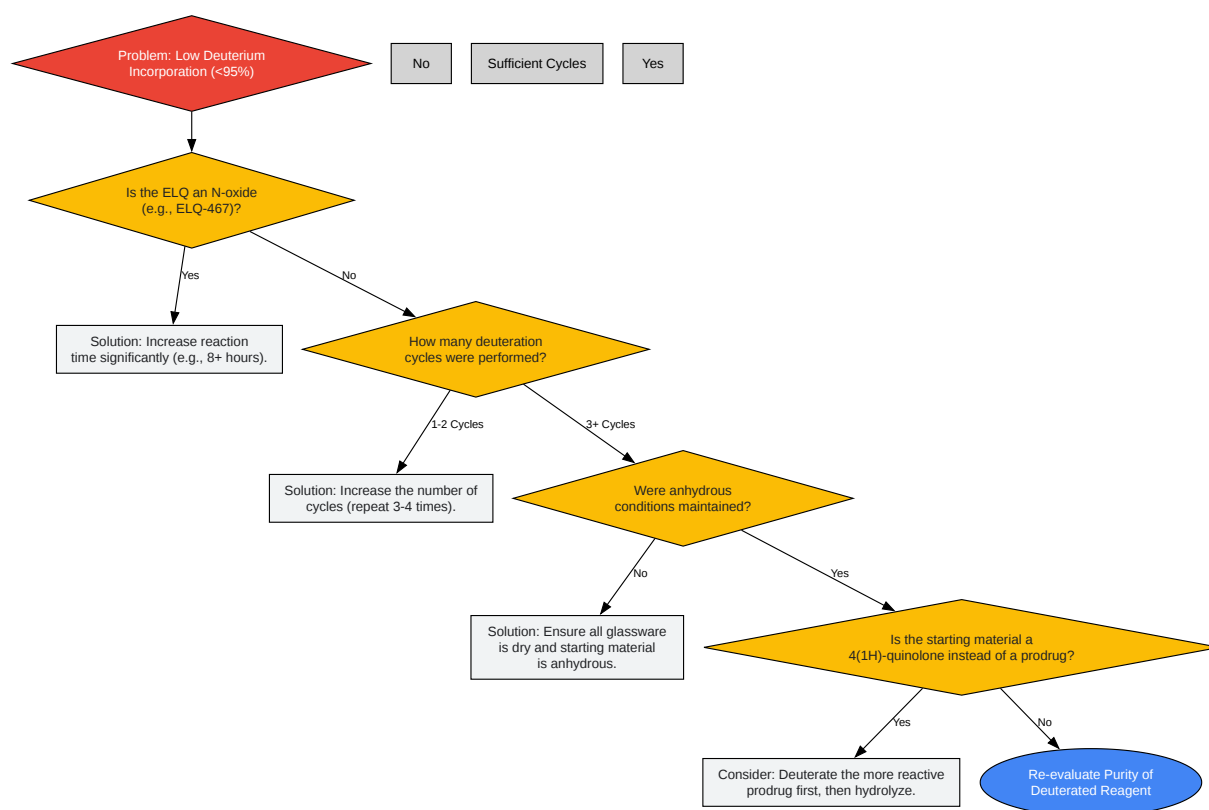 Problem: Low Deuterium
Incorporation (<95%)
No
Sufficient Cycles
Yes
Is the ELQ an N-oxide
(e.g., ELQ-467)?
Yes
No
Solution: Increase reaction
time significantly (e.g., 8+ hours).
How many deuteration
cycles were performed?
1-2 Cycles
3+ Cycles
Solution: Increase the number of
cycles (repeat 3-4 times).
Were anhydrous
conditions maintained?
No
Yes
Solution: Ensure all glassware
is dry and starting material
is anhydrous.
Is the starting material a
4(1H)-quinolone instead of a prodrug?
Yes
No
Consider: Deuterate the more reactive
prodrug first, then hydrolyze.
Re-evaluate Purity of
Deuterated Reagent